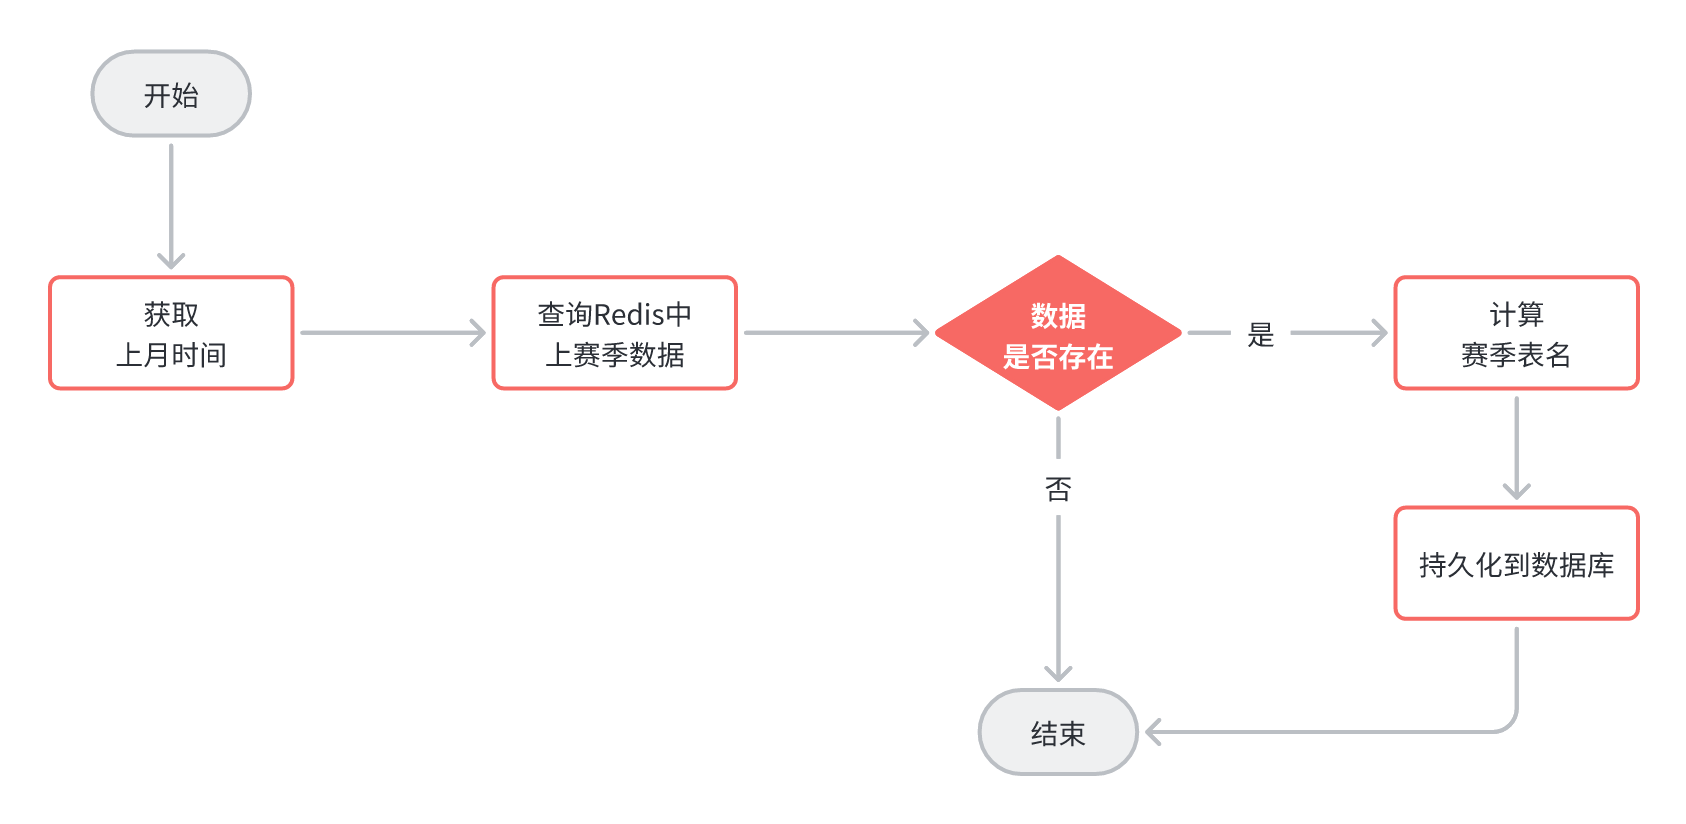 开始
获取
上月时间
查询Redis中
上赛季数据
数据
是否存在
是
计算
赛季表名
否
持久化到数据库
结束